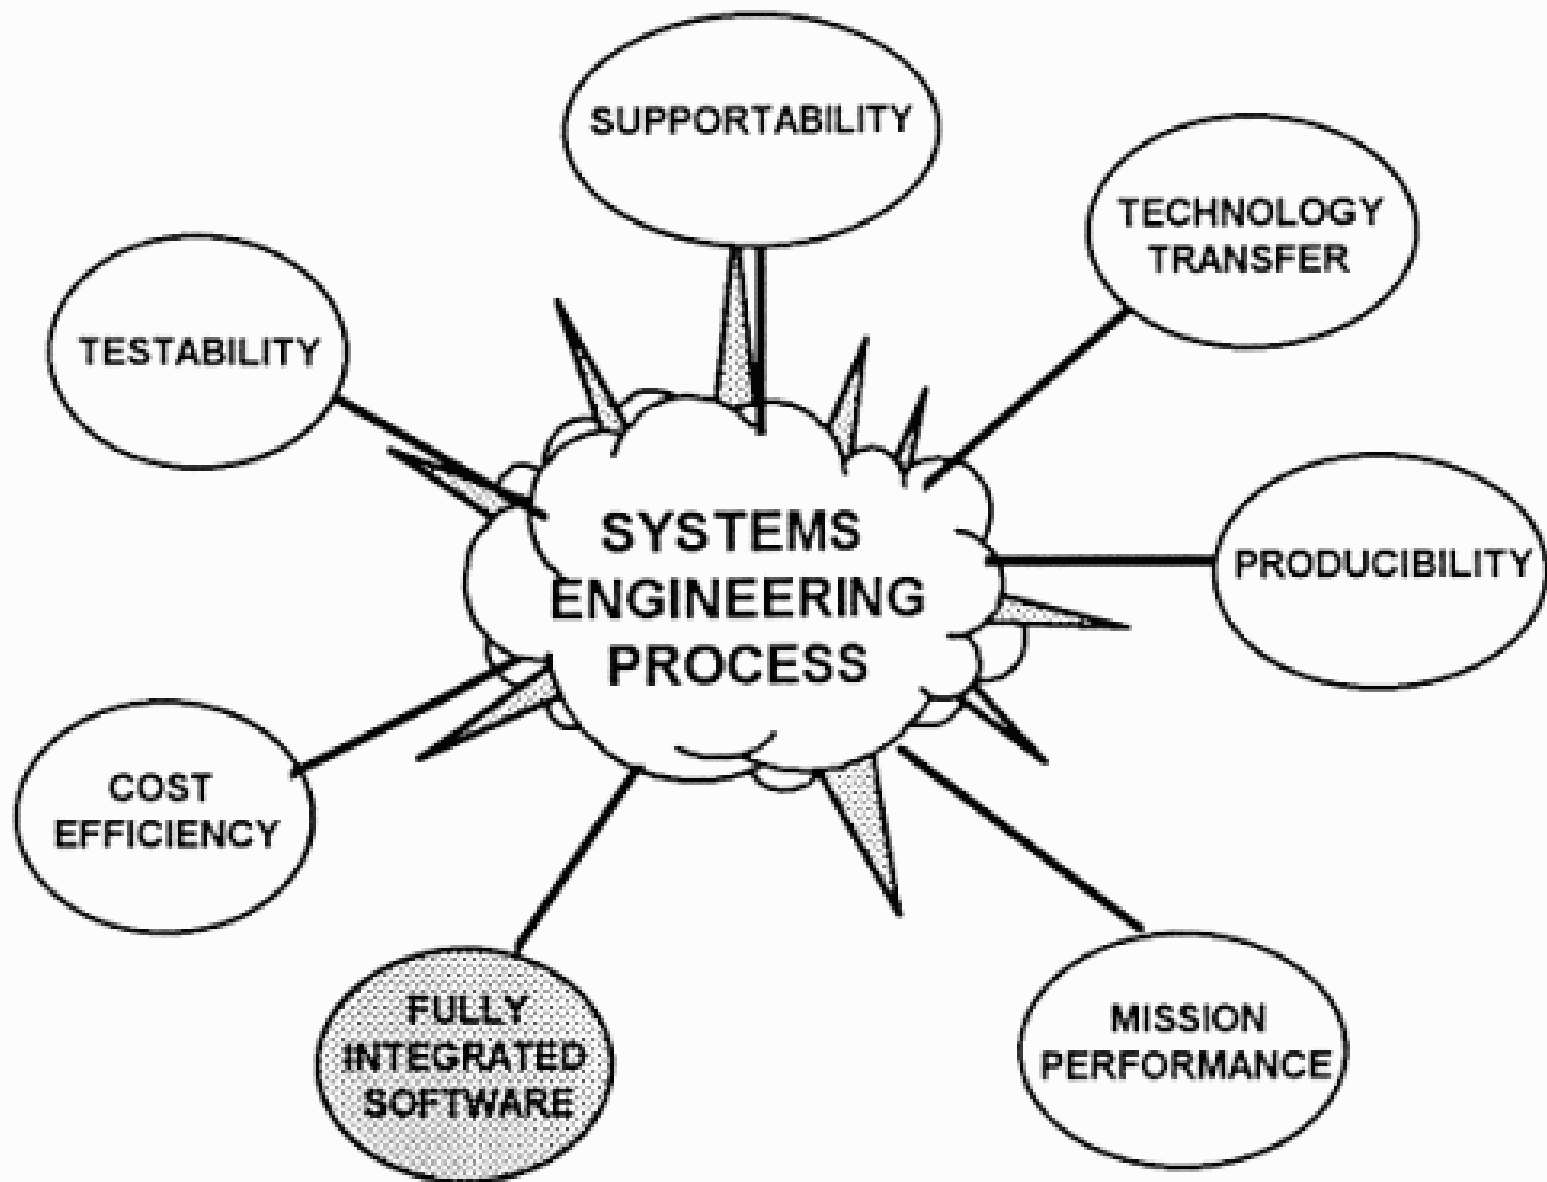 SUPPORTABILITY
TECHNOLOGY
TRANSFER
TESTABILITY
SYSTEMS
ENGINEERING
PROCESS
PRODUCIBILITY
COST
EFFICIENCY
FULLY
INTEGRATED
SOFTWARE
MISSION
PERFORMANCE